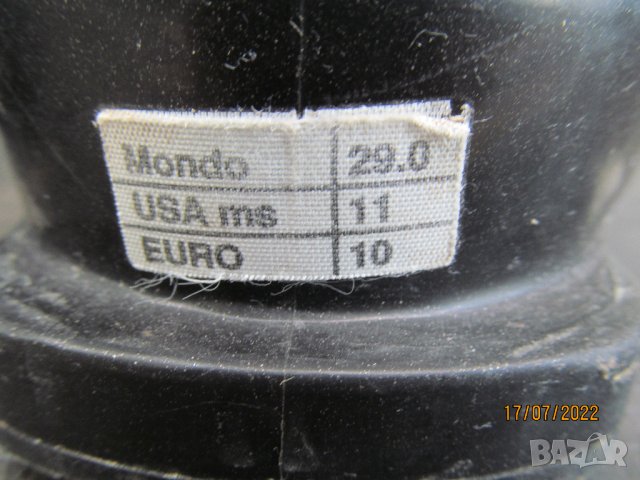 Mondo 29.0
USA ms 11
EURO 10
17/07/2022
BAZAR